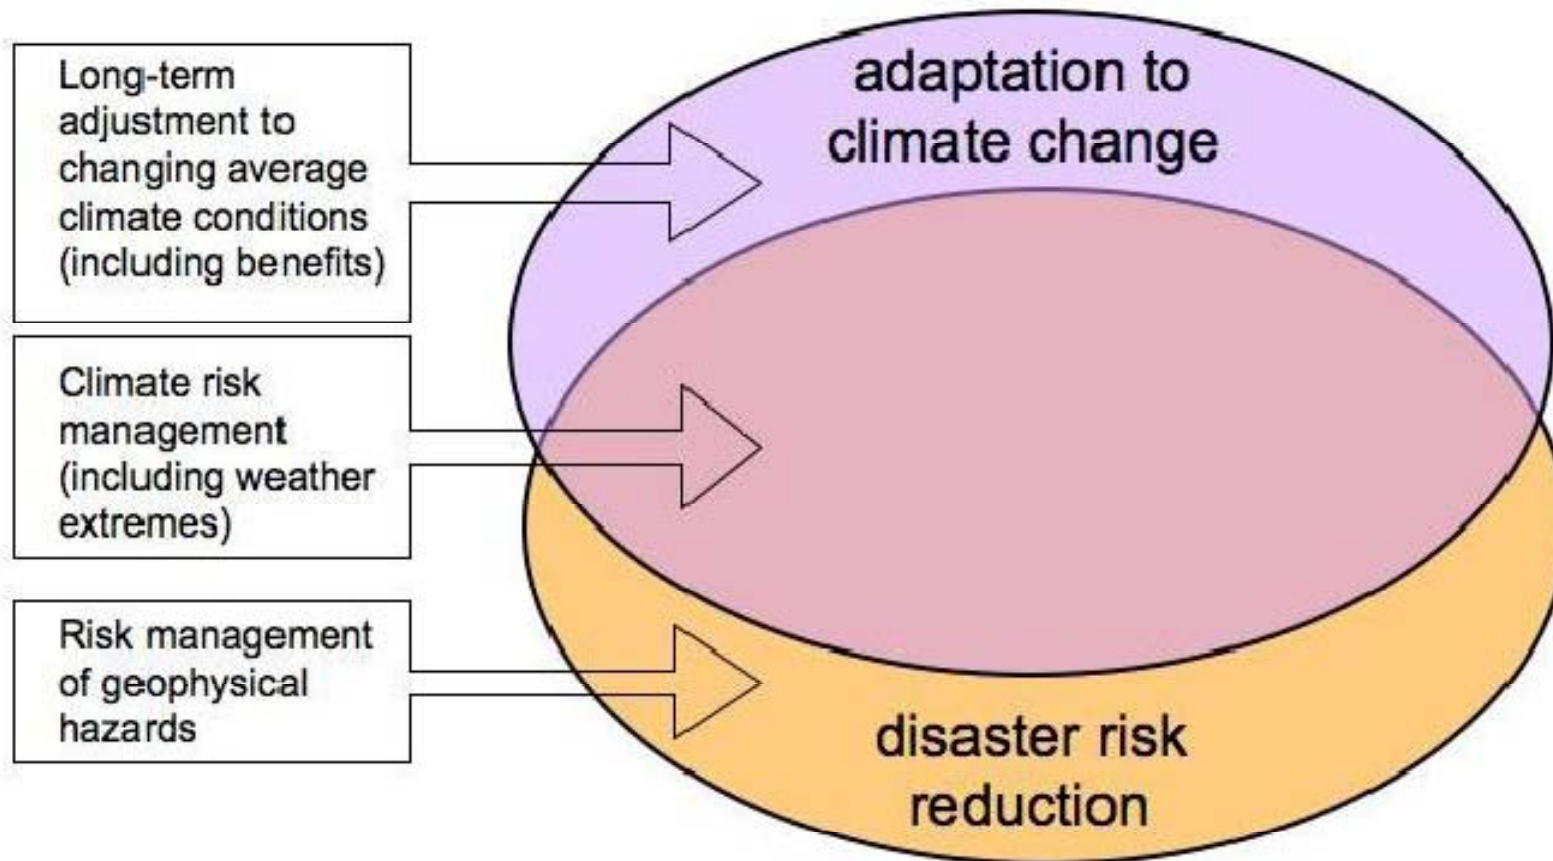 Long-term
adjustment to
changing average
climate conditions
(including benefits)
Climate risk
management
(including weather
extremes)
Risk management
of geophysical
hazards
adaptation to
climate change
disaster risk
reduction